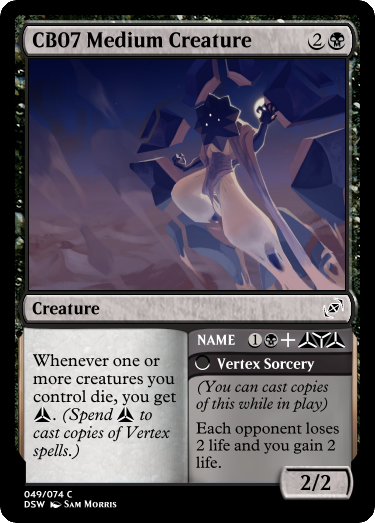 CB07 Medium Creature 2
Creature
Whenever one or
more creatures you
control die, you get
. (Spend to
cast copies of Vertex
spells.)
NAME 1 +
Vertex Sorcery
(You can cast copies
of this while in play)
Each opponent loses
2 life and you gain 2
life.
2/2
049/074 C
DSW Sam Morris